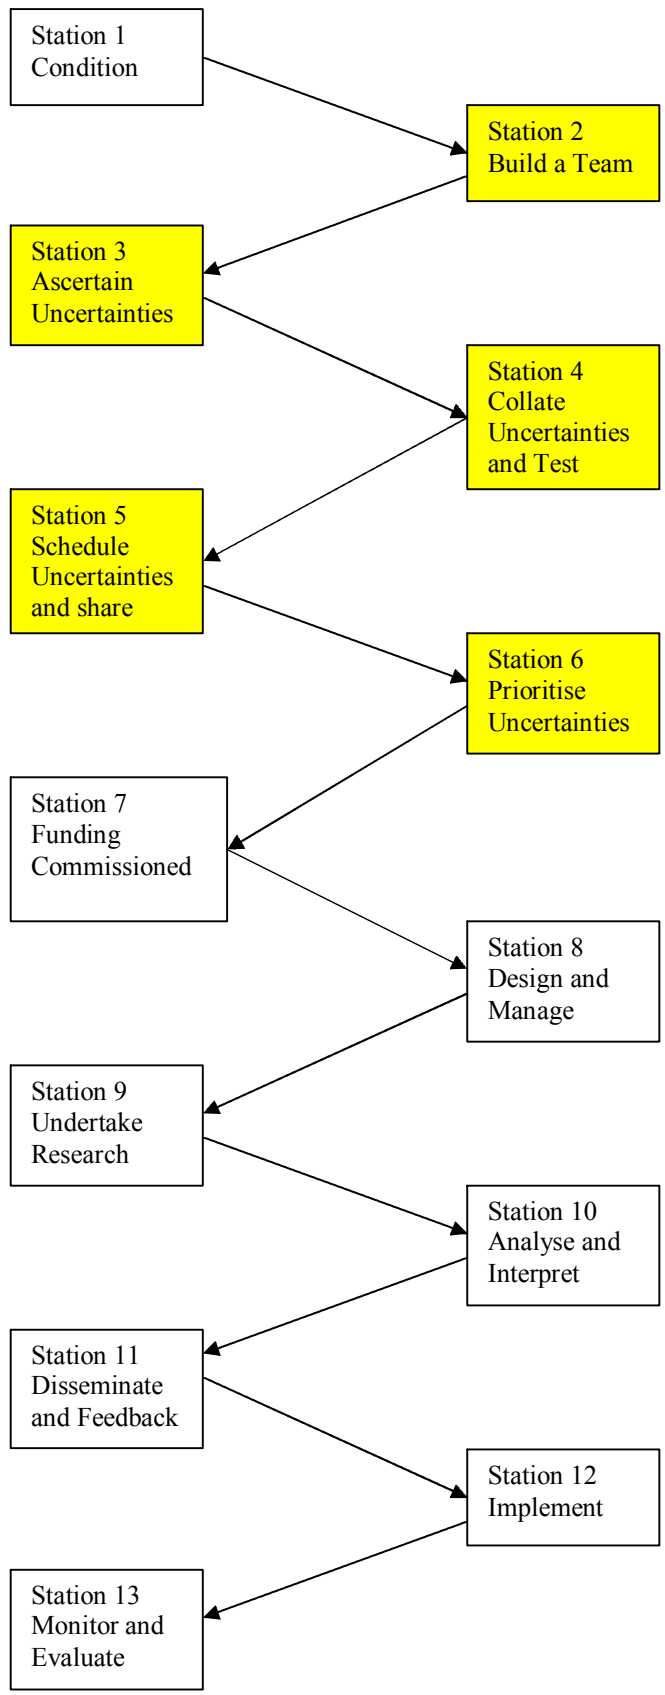 Station 1
Condition
Station 2
Build a Team
Station 3
Ascertain
Uncertainties
Station 4
Collate
Uncertainties
and Test
Station 5
Schedule
Uncertainties
and share
Station 6
Prioritise
Uncertainties
Station 7
Funding
Commissioned
Station 8
Design and
Manage
Station 9
Undertake
Research
Station 10
Analyse and
Interpret
Station 11
Disseminate
and Feedback
Station 12
Implement
Station 13
Monitor and
Evaluate